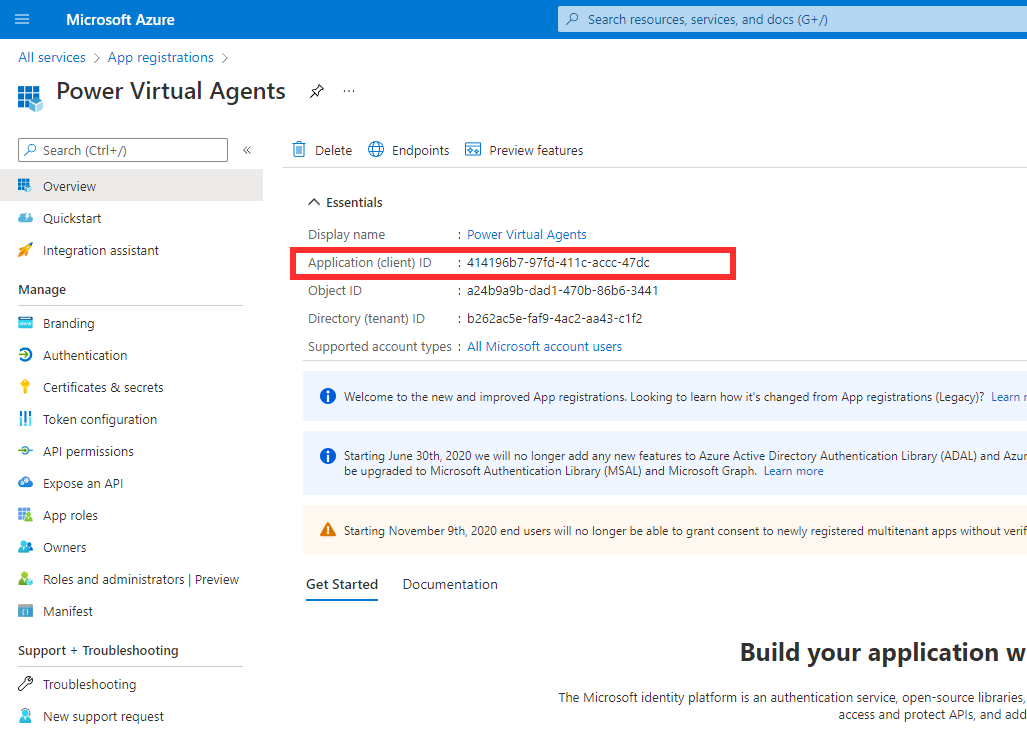 Microsoft Azure
Search resources, services, and docs (G+/)
All services > App registrations >
Power Virtual Agents
Search (Ctrl+/)
«
Overview
Quickstart
Integration assistant
Manage
Branding
Authentication
Certificates & secrets
Token configuration
API permissions
Expose an API
App roles
Owners
Roles and administrators | Preview
Manifest
Support + Troubleshooting
Troubleshooting
New support request
Delete
Endpoints
Preview features
Essentials
Display name : Power Virtual Agents
Application (client) ID : 414196b7-97fd-411c-accc-47dc
Object ID : a24b9a9b-dad1-470b-86b6-3441
Directory (tenant) ID : b262ac5e-faf9-4ac2-aa43-c1f2
Supported account types : All Microsoft account users
Welcome to the new and improved App registrations. Looking to learn how it's changed from App registrations (Legacy)? Learn
Starting June 30th, 2020 we will no longer add any new features to Azure Active Directory Authentication Library (ADAL) and Azur
be upgraded to Microsoft Authentication Library (MSAL) and Microsoft Graph. Learn more
Starting November 9th, 2020 end users will no longer be able to grant consent to newly registered multitenant apps without verif
Get Started
Documentation
Build your application w
The Microsoft identity platform is an authentication service, open-source libraries,
access and protect APIs, and add